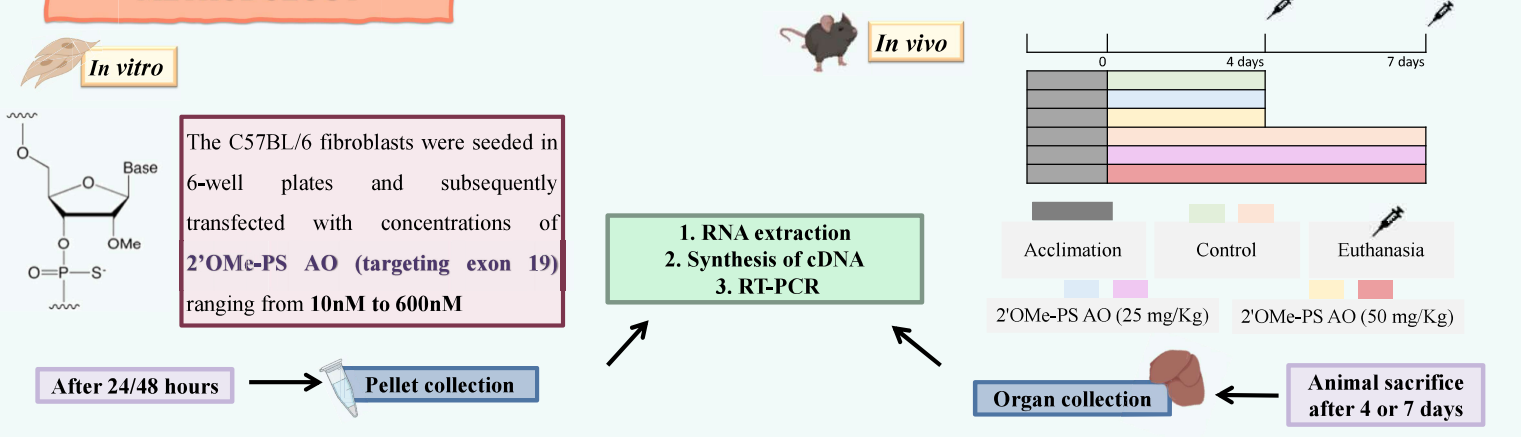 In vitro
Base
O
O
O
OMe
O=P—S-
The C57BL/6 fibroblasts were seeded in
6-well plates and subsequently
transfected with concentrations of
2’OMe-PS AO (targeting exon 19)
ranging from 10nM to 600nM
After 24/48 hours
Pellet collection
1. RNA extraction
2. Synthesis of cDNA
3. RT-PCR
In vivo
0
4 days
7 days
Acclimation
Control
Euthanasia
2'OMe-PS AO (25 mg/Kg)
2'OMe-PS AO (50 mg/Kg)
Organ collection
Animal sacrifice
after 4 or 7 days